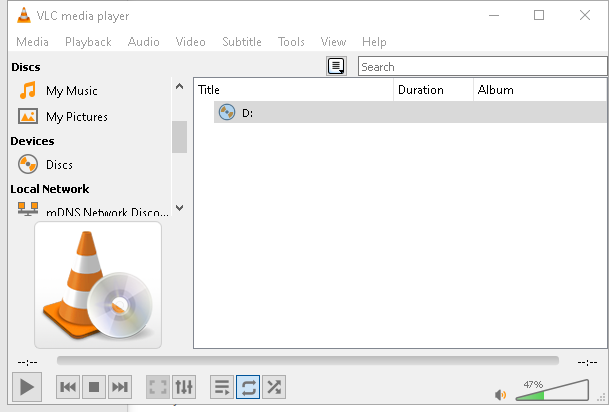 VLC media player
Media Playback Audio Video Subtitle Tools View Help
Discs
Search
My Music
My Pictures
Devices
Discs
Local Network
mDNS Network Disco...
Title Duration Album
D:
--:-- --:--
47%